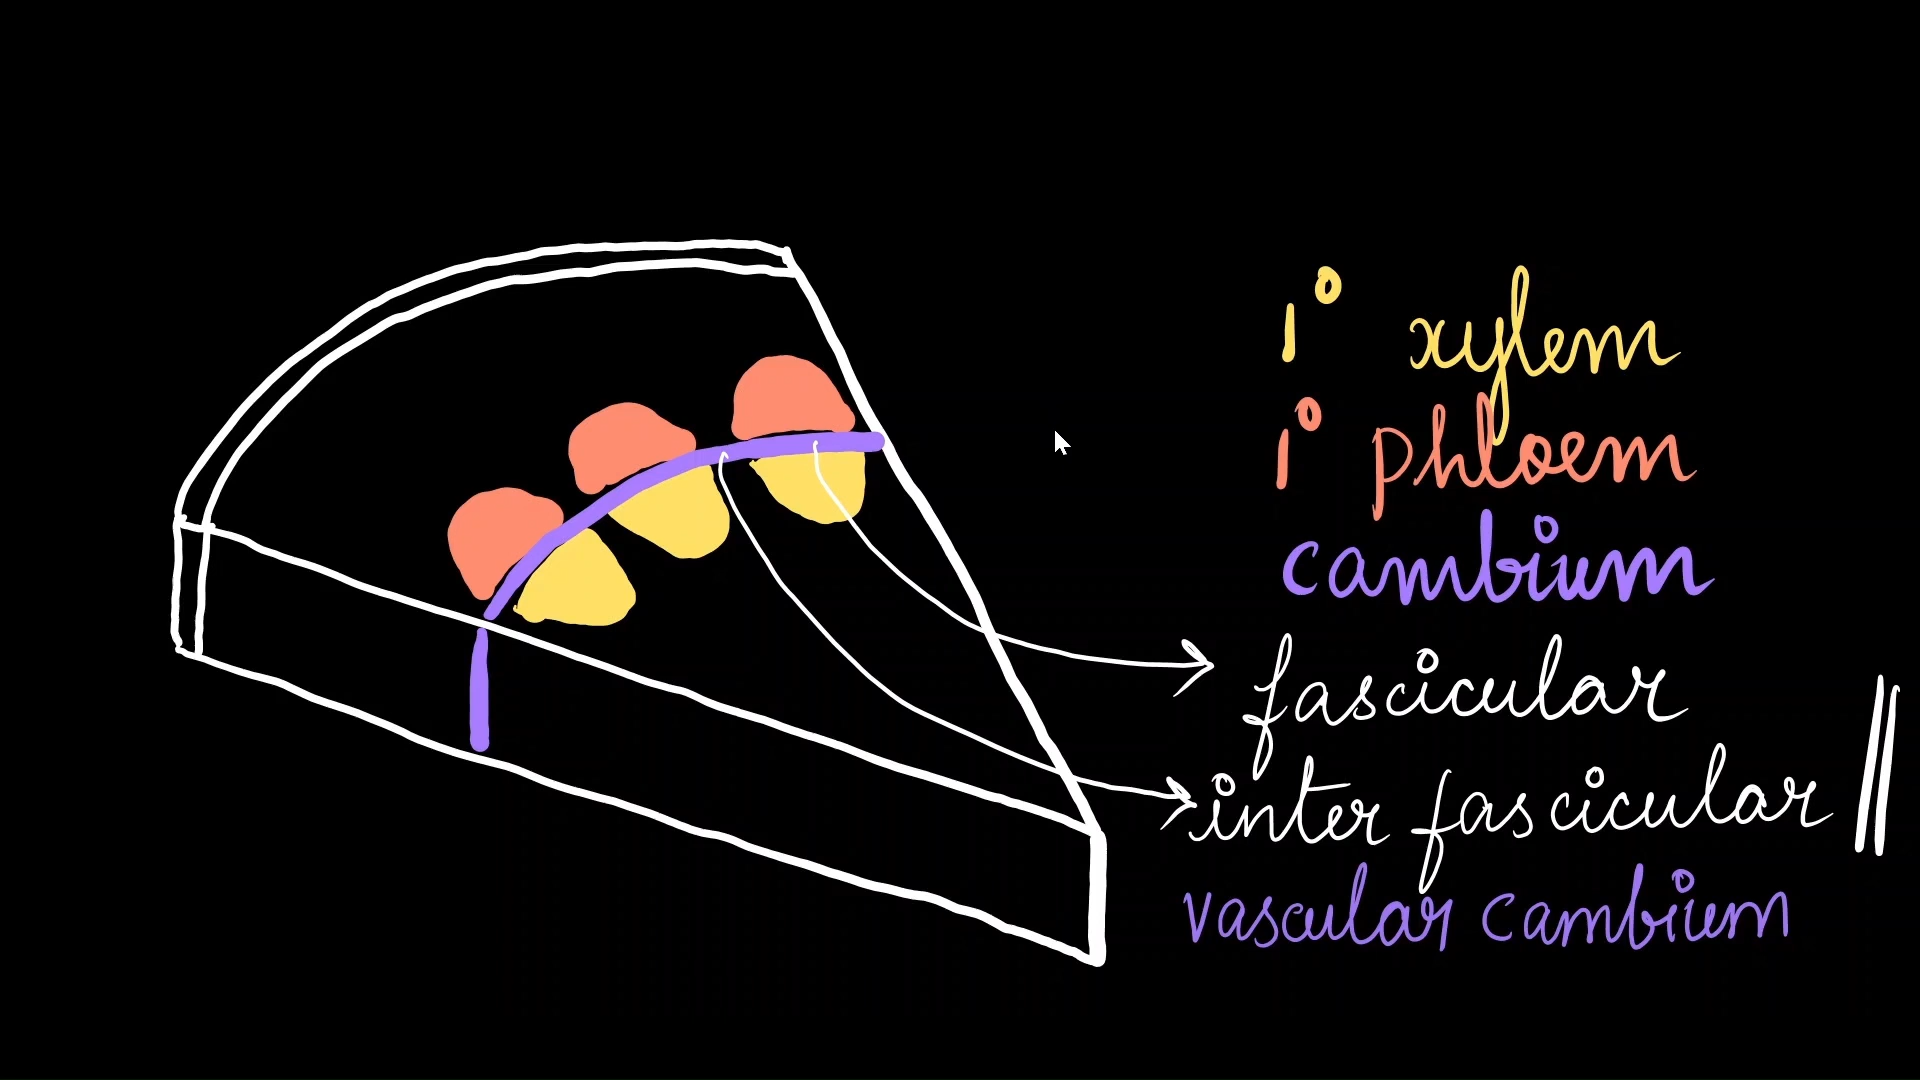 1° xylem
1° phloem
cambium
fascicular
inter fascicular
vascular cambium